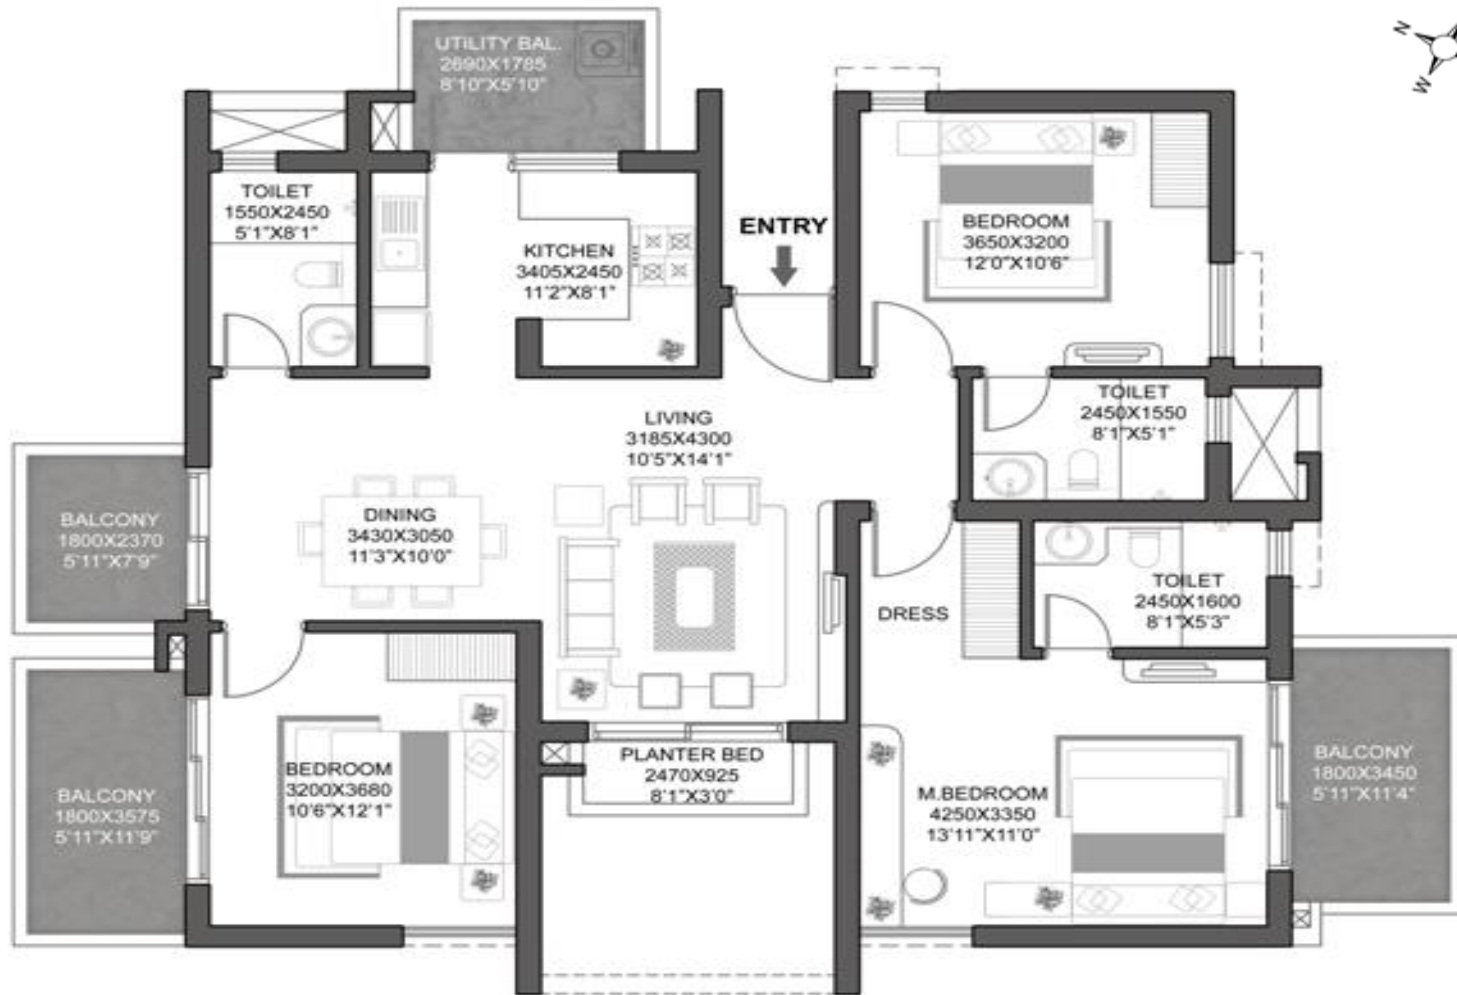 UTILITY BAL.
2690X1785
8'10"X5'10"
N
W
TOILET
1550X2450
5'1"X8'1"
KITCHEN
3405X2450
11'2"X8'1"
ENTRY
BEDROOM
3650X3200
12'0"X10'6"
LIVING
3185X4300
10'5"X14'1"
TOILET
2450X1550
8'1"X5'1"
BALCONY
1800X2370
5'11"X7'9"
DINING
3430X3050
11'3"X10'0"
DRESS
TOILET
2450X1600
8'1"X5'3"
BALCONY
1800X3575
5'11"X11'9"
BEDROOM
3200X3680
10'6"X12'1"
PLANTER BED
2470X925
8'1"X3'0"
M.BEDROOM
4250X3350
13'11"X11'0"
BALCONY
1800X3450
5'11"X11'4"